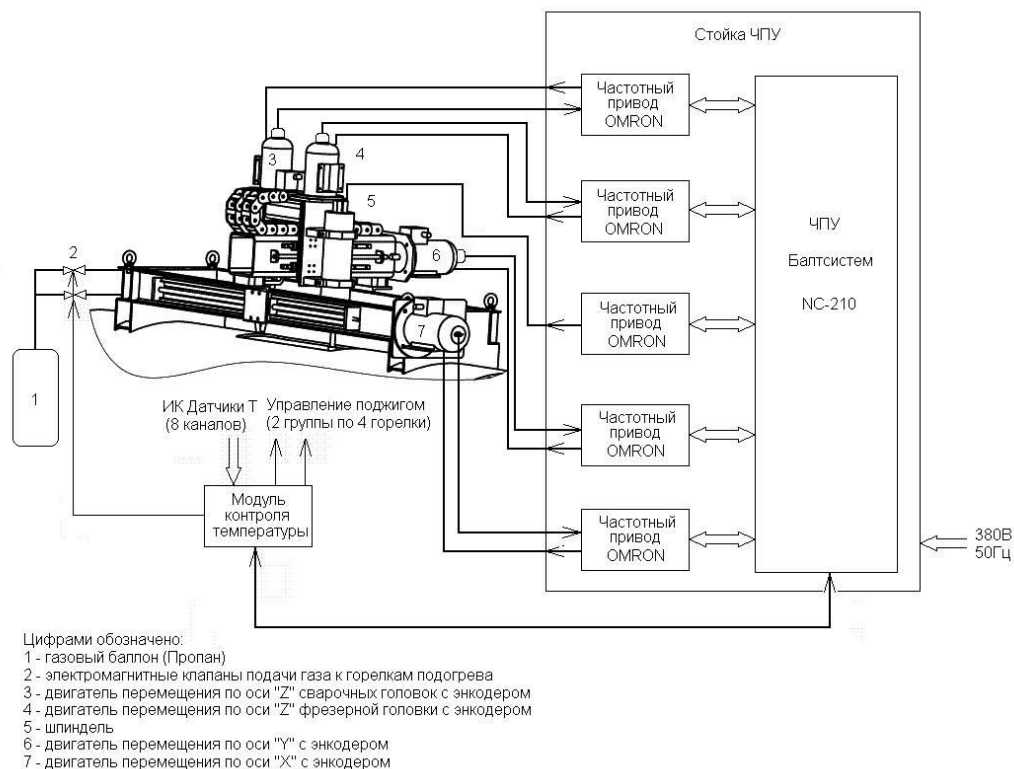 Стойка ЧПУ
Частотный
привод
OMRON
Частотный
привод
OMRON
Частотный
привод
OMRON
Частотный
привод
OMRON
Частотный
привод
OMRON
ЧПУ
Балтсистем
NC-210
380В
50Гц
3
4
5
6
7
2
1
ИК Датчики Т
(8 каналов)
Управление поджигом
(2 группы по 4 горелки)
Модуль
контроля
температуры
Цифрами обозначено:
1 - газовый баллон (Пропан)
2 - электромагнитные клапаны подачи газа к горелкам подогрева
3 - двигатель перемещения по оси "Z" сварочных головок с энкодером
4 - двигатель перемещения по оси "Z" фрезерной головки с энкодером
5 - шпиндель
6 - двигатель перемещения по оси "Y" с энкодером
7 - двигатель перемещения по оси "X" с энкодером